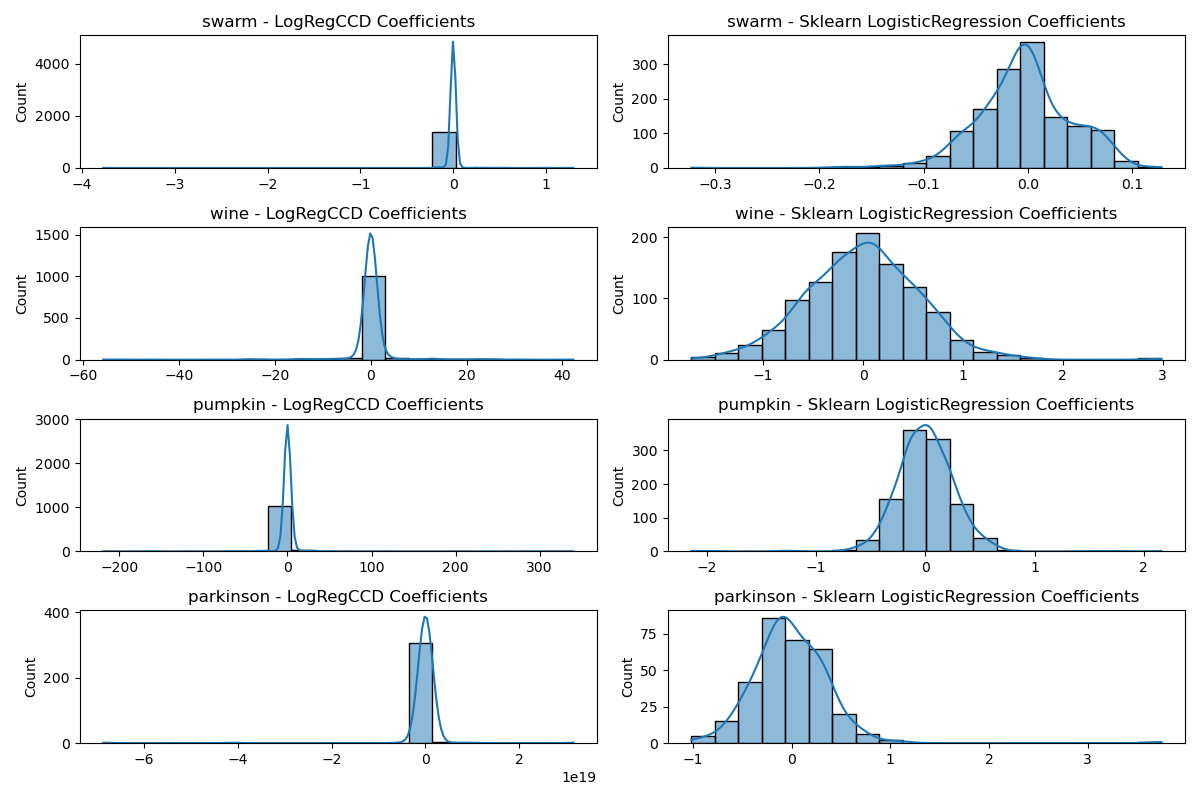 swarm - LogRegCCD Coefficients
Count
4000
2000
0
−4 −3 −2 −1 0 1
swarm - Sklearn LogisticRegression Coefficients
Count
300
200
100
0
−0.3 −0.2 −0.1 0.0 0.1
wine - LogRegCCD Coefficients
Count
1500
1000
500
0
−60 −40 −20 0 20 40
wine - Sklearn LogisticRegression Coefficients
Count
200
100
0
−1 0 1 2 3
pumpkin - LogRegCCD Coefficients
Count
3000
2000
1000
0
−200 −100 0 100 200 300
pumpkin - Sklearn LogisticRegression Coefficients
Count
300
200
100
0
−2 −1 0 1 2
parkinson - LogRegCCD Coefficients
Count
400
200
0
−6 −4 −2 0 2
1e19
parkinson - Sklearn LogisticRegression Coefficients
Count
75
50
25
0
−1 0 1 2 3